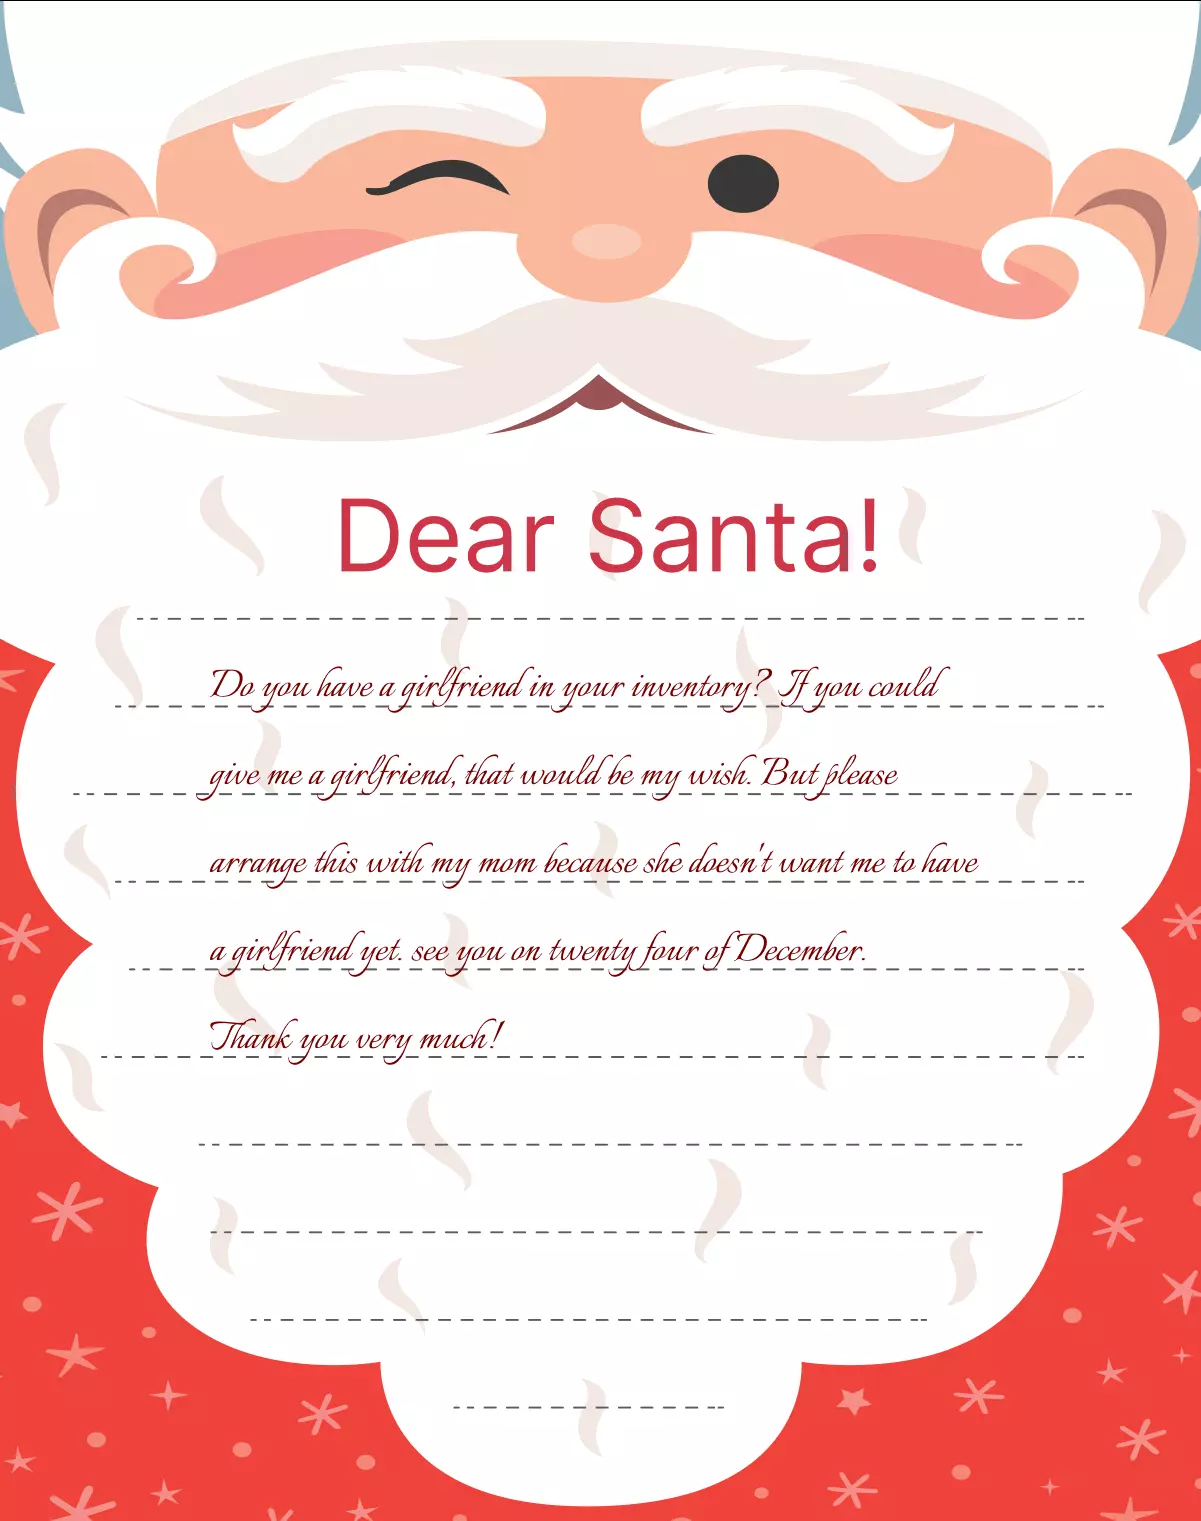 Dear Santa!
Do you have a girlfriend in your inventory? If you could
give me a girlfriend, that would be my wish. But please
arrange this with my mom because she doesn't want me to have
a girlfriend yet. see you on twenty four of December.
Thank you very much!